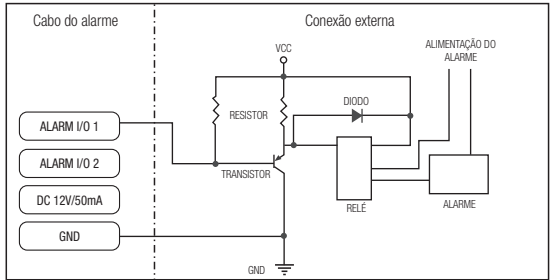 Cabo do alarme
Conexão externa
VCC
ALIMENTAÇÃO DO
ALARME
DIODO
RESISTOR
ALARM I/O 1
ALARM I/O 2
TRANSISTOR
DC 12V/50mA
RELÉ
ALARME
GND
GND